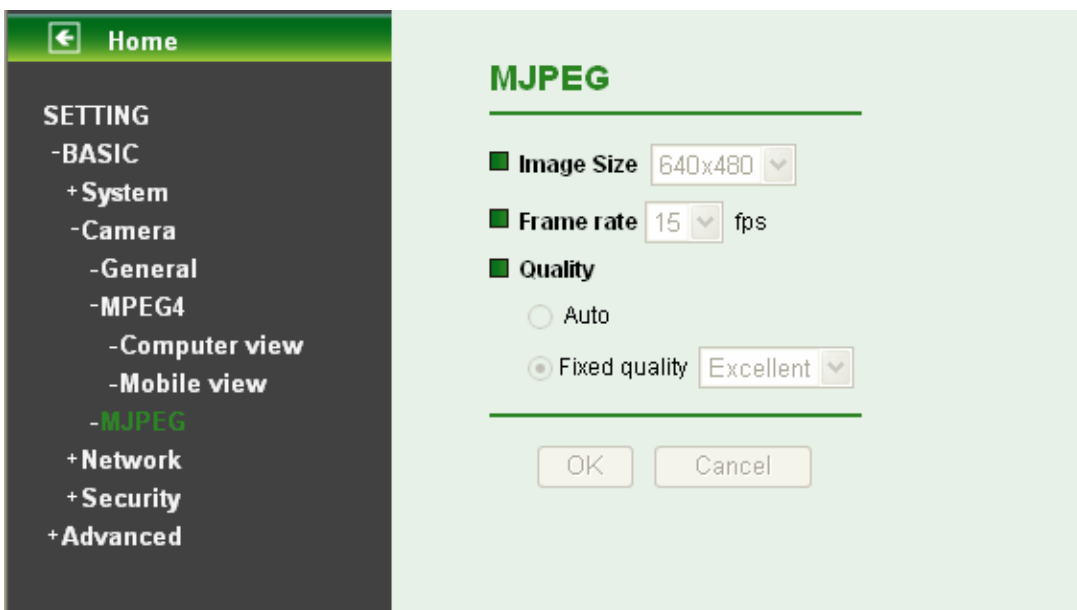 Home
SETTING
-BASIC
+System
-Camera
-General
-MPEG4
-Computer view
-Mobile view
-MJPEG
+Network
+Security
+Advanced
MJPEG
Image Size 640x480
Frame rate 15 fps
Quality
Auto
Fixed quality Excellent
OK Cancel